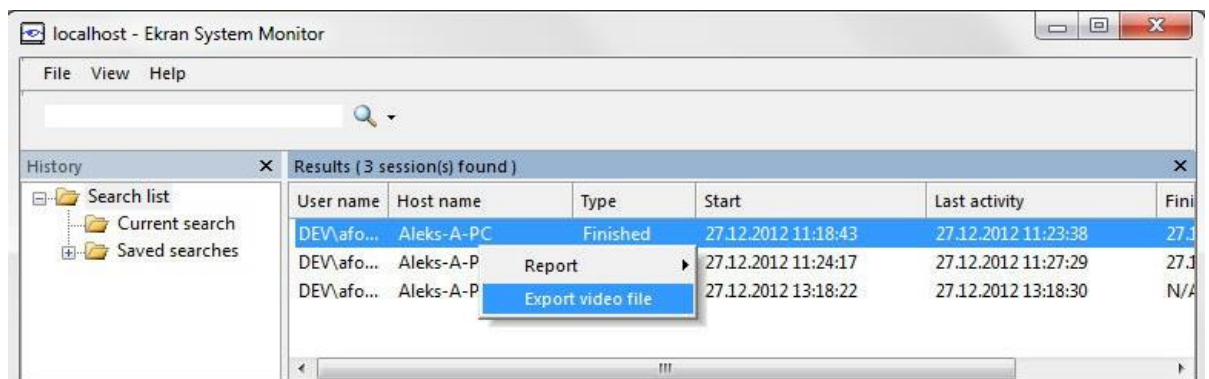 localhost - Ekran System Monitor
File View Help
History
Results ( 3 session(s) found )
Search list
Current search
Saved searches
User name Host name Type Start Last activity Fini
DEV\afo... Aleks-A-PC Finished 27.12.2012 11:18:43 27.12.2012 11:23:38 27.1
DEV\afo... Aleks-A-P 27.12.2012 11:24:17 27.12.2012 11:27:29 27.1
DEV\afo... Aleks-A-P 27.12.2012 13:18:22 27.12.2012 13:18:30 N/A
Report
Export video file